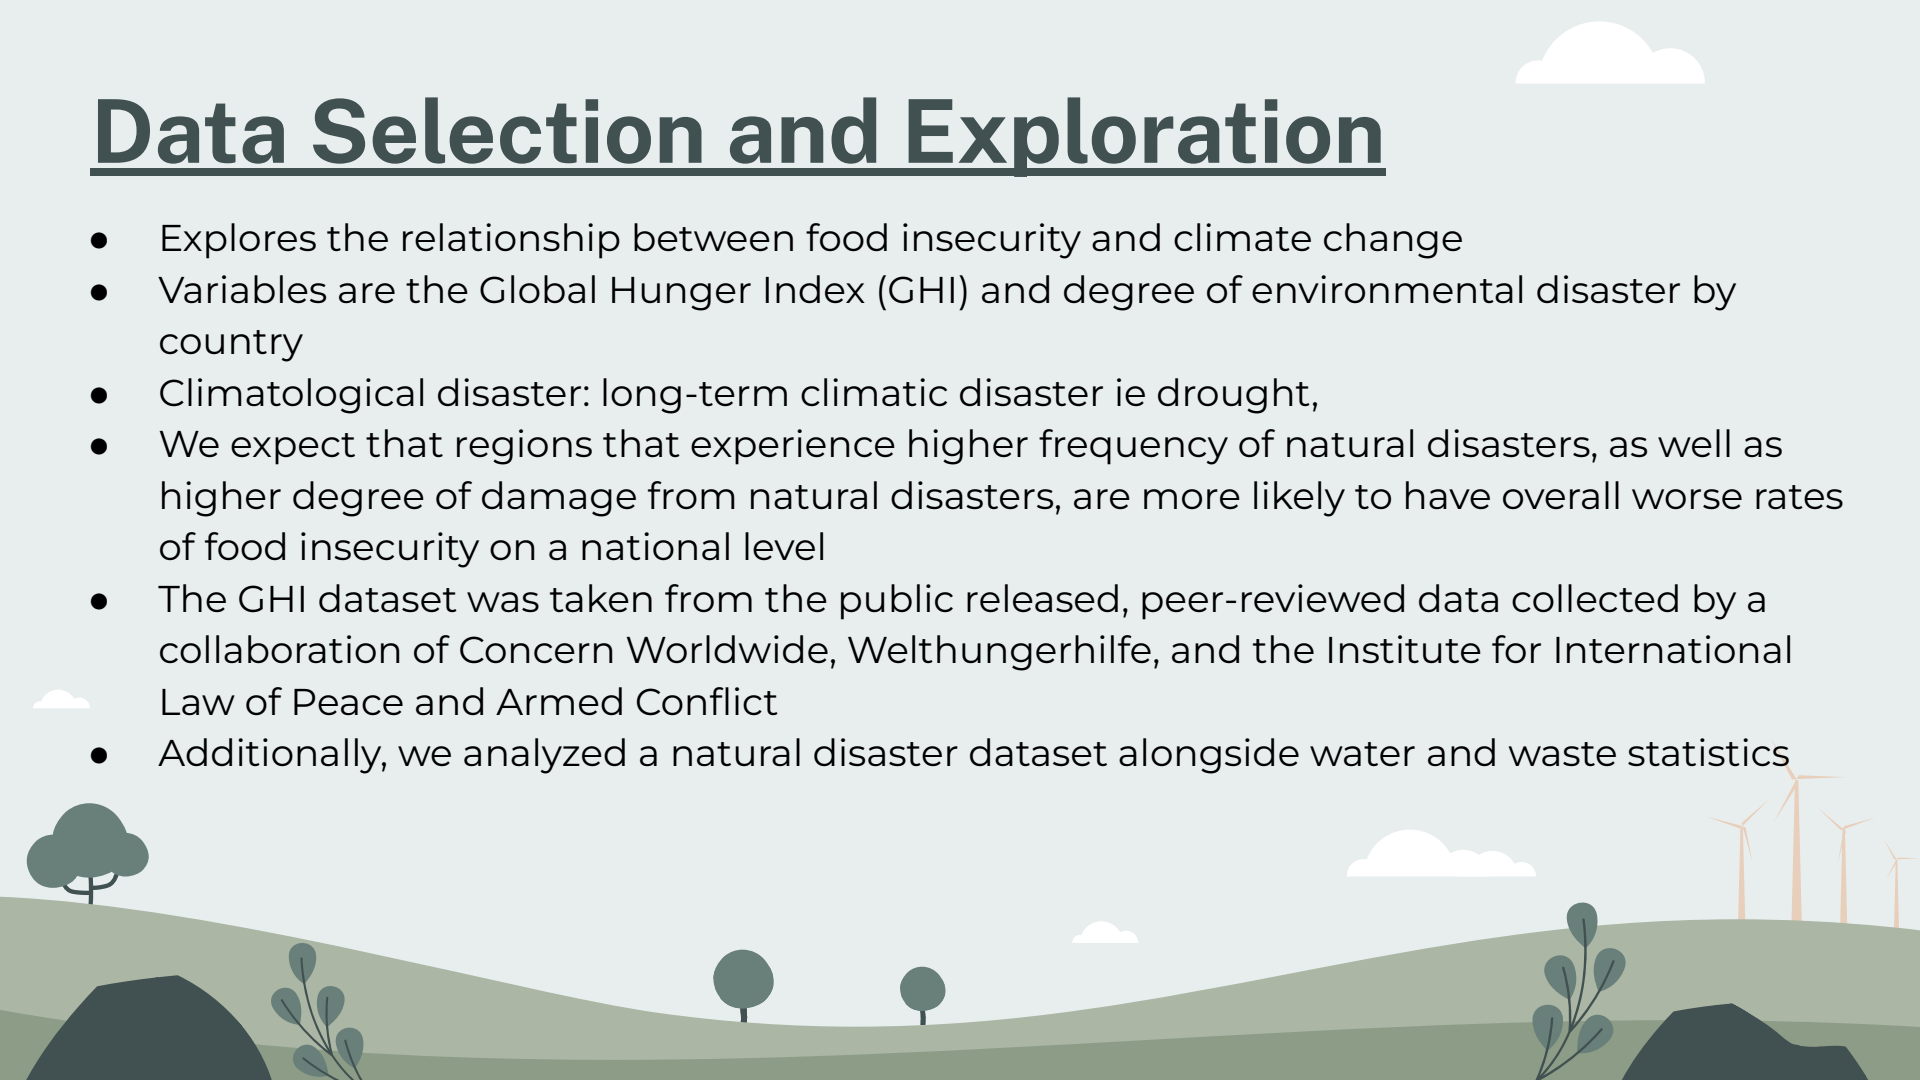 Data Selection and Exploration
● Explores the relationship between food insecurity and climate change
● Variables are the Global Hunger Index (GHI) and degree of environmental disaster by
country
● Climatological disaster: long-term climatic disaster ie drought,
● We expect that regions that experience higher frequency of natural disasters, as well as
higher degree of damage from natural disasters, are more likely to have overall worse rates
of food insecurity on a national level
● The GHI dataset was taken from the public released, peer-reviewed data collected by a
collaboration of Concern Worldwide, Welthungerhilfe, and the Institute for International
Law of Peace and Armed Conflict
● Additionally, we analyzed a natural disaster dataset alongside water and waste statistics